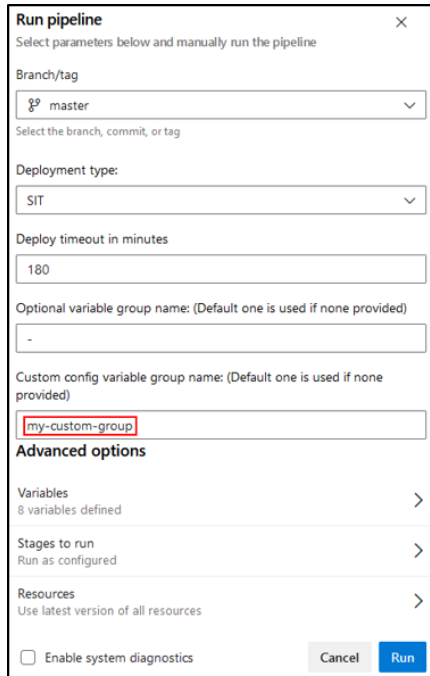 Run pipeline
Select parameters below and manually run the pipeline
Branch/tag
master
Select the branch, commit, or tag
Deployment type:
SIT
Deploy timeout in minutes
180
Optional variable group name: (Default one is used if none provided)
-
Custom config variable group name: (Default one is used if none
provided)
my-custom-group
Advanced options
Variables
8 variables defined
Stages to run
Run as configured
Resources
Use latest version of all resources
Enable system diagnostics
Cancel
Run